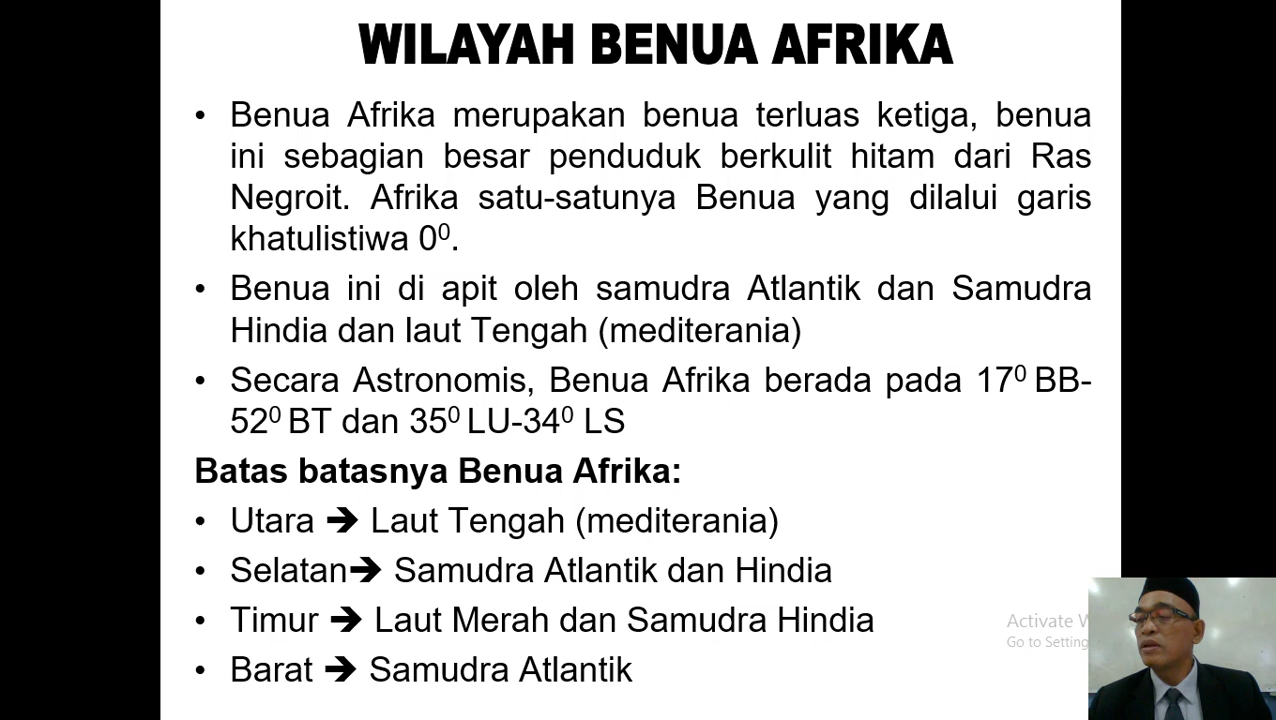 WILAYAH BENUA AFRIKA
• Benua Afrika merupakan benua terluas ketiga, benua
ini sebagian besar penduduk berkulit hitam dari Ras
Negroit. Afrika satu-satunya Benua yang dilalui garis
khatulistiwa 0⁰.
• Benua ini di apit oleh samudra Atlantik dan Samudra
Hindia dan laut Tengah (mediterania)
• Secara Astronomis, Benua Afrika berada pada 17⁰ BB-
52⁰ BT dan 35⁰ LU-34⁰ LS
Batas batasnya Benua Afrika:
• Utara ➔ Laut Tengah (mediterania)
• Selatan➔ Samudra Atlantik dan Hindia
• Timur ➔ Laut Merah dan Samudra Hindia
• Barat ➔ Samudra Atlantik
Activate
Go to Setting